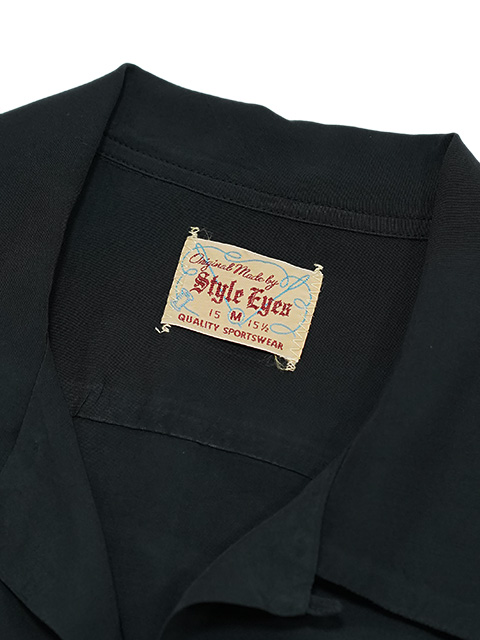 Original Made by
Style Eyes
15 M 15½
QUALITY SPORTSWEAR